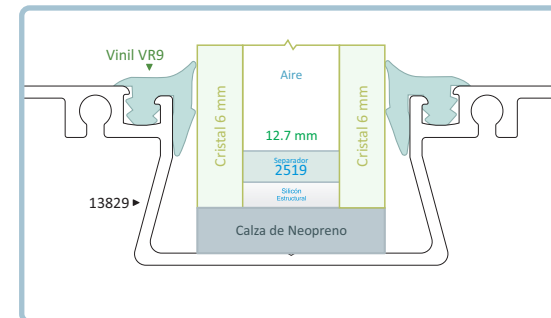 Vinil VR9
Aire
Cristal 6 mm
Cristal 6 mm
12.7 mm
Separador
2519
Silicón
Estructural
13829
Calza de Neopreno